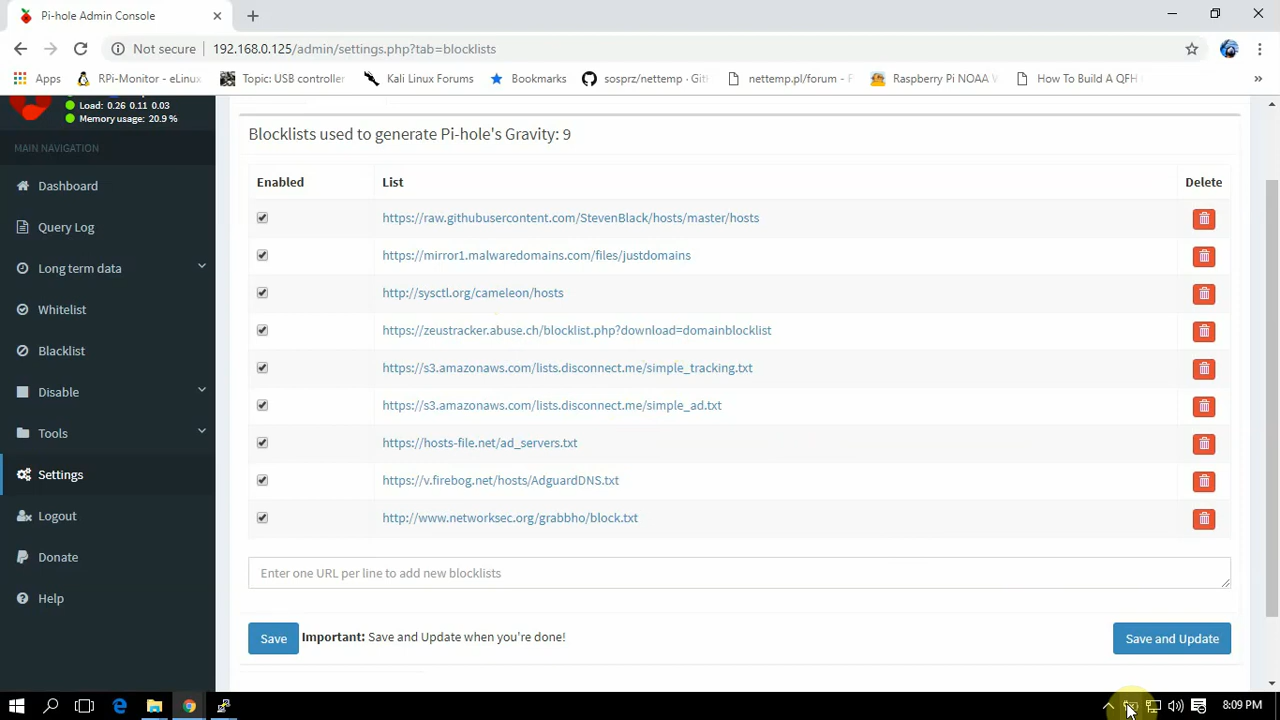 Pi-hole Admin Console
Not secure
192.168.0.125/admin/settings.php?tab=blocklists
Apps
RPi-Monitor - eLinux
Topic: USB controller
Kali Linux Forums
Bookmarks
sosprz/nettemp · Git
nettemp.pl/forum - F
Raspberry Pi NOAA W
How To Build A QFH
»
Load: 0.26 0.11 0.03
Memory usage: 20.9 %
MAIN NAVIGATION
Dashboard
Query Log
Long term data
Whitelist
Blacklist
Disable
Tools
Settings
Logout
Donate
Help
Blocklists used to generate Pi-hole's Gravity: 9
Enabled List Delete
https://raw.githubusercontent.com/StevenBlack/hosts/master/hosts
https://mirror1.malwaredomains.com/files/justdomains
http://sysctl.org/cameleon/hosts
https://zeustracker.abuse.ch/blocklist.php?download=domainblocklist
https://s3.amazonaws.com/lists.disconnect.me/simple_tracking.txt
https://s3.amazonaws.com/lists.disconnect.me/simple_ad.txt
https://hosts-file.net/ad_servers.txt
https://v.firebog.net/hosts/AdguardDNS.txt
http://www.networksec.org/grabbho/block.txt
Enter one URL per line to add new blocklists
Save Important: Save and Update when you're done! Save and Update
8:09 PM